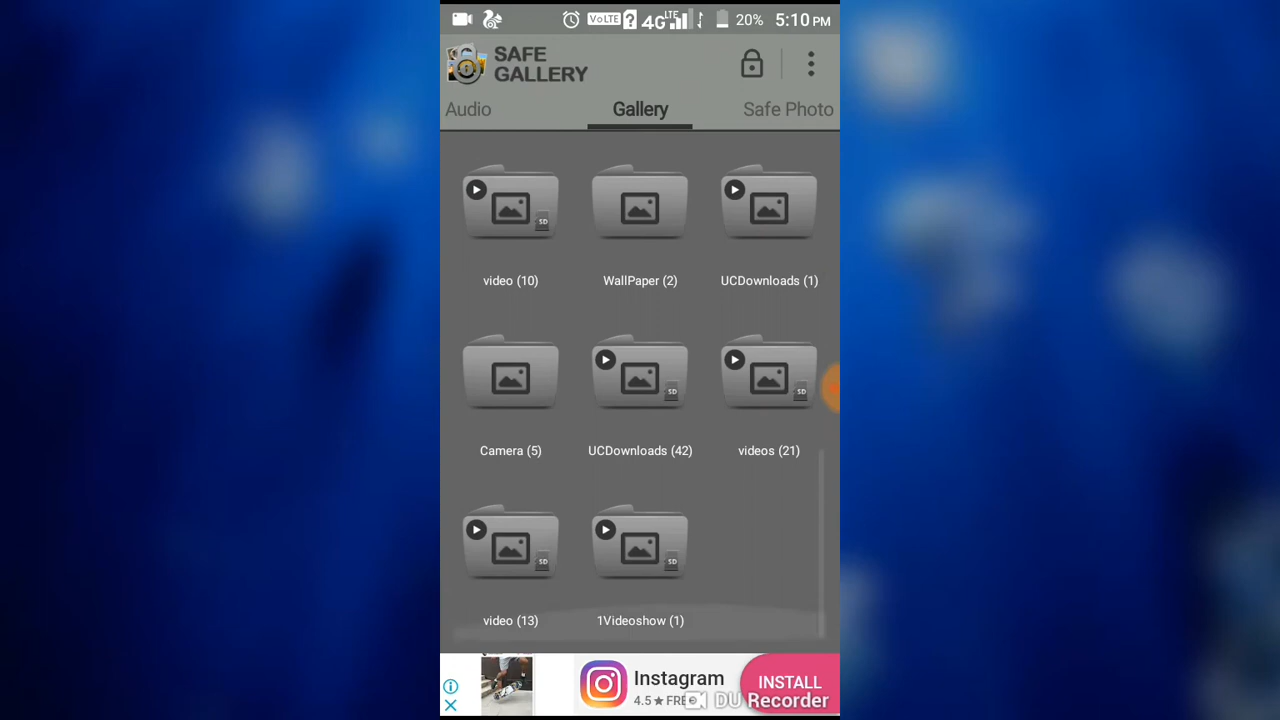 VoLTE ? 4G LTE 20% 5:10 PM
SAFE
GALLERY
Audio Gallery Safe Photo
video (10) WallPaper (2) UCDownloads (1)
SD
Camera (5) UCDownloads (42) videos (21)
SD SD
video (13) 1Videoshow (1)
SD SD
Instagram
4.5★ FREE
INSTALL
DU Recorder